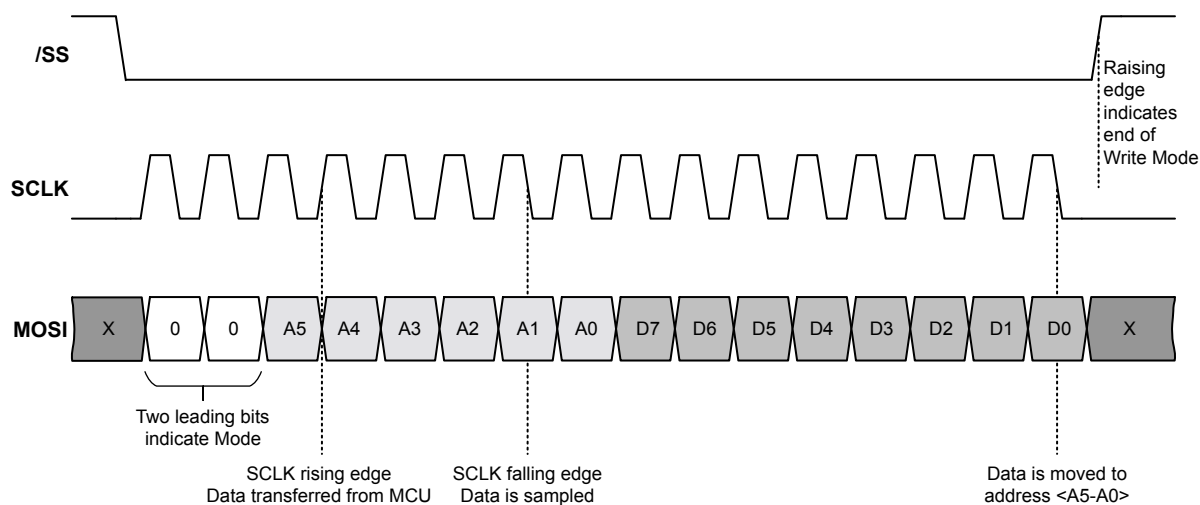 /SS
Raising
edge
indicates
end of
Write Mode
SCLK
MOSI
X 0 0 A5 A4 A3 A2 A1 A0 D7 D6 D5 D4 D3 D2 D1 D0 X
Two leading bits
indicate Mode
SCLK rising edge
Data transferred from MCU
SCLK falling edge
Data is sampled
Data is moved to
address <A5-A0>